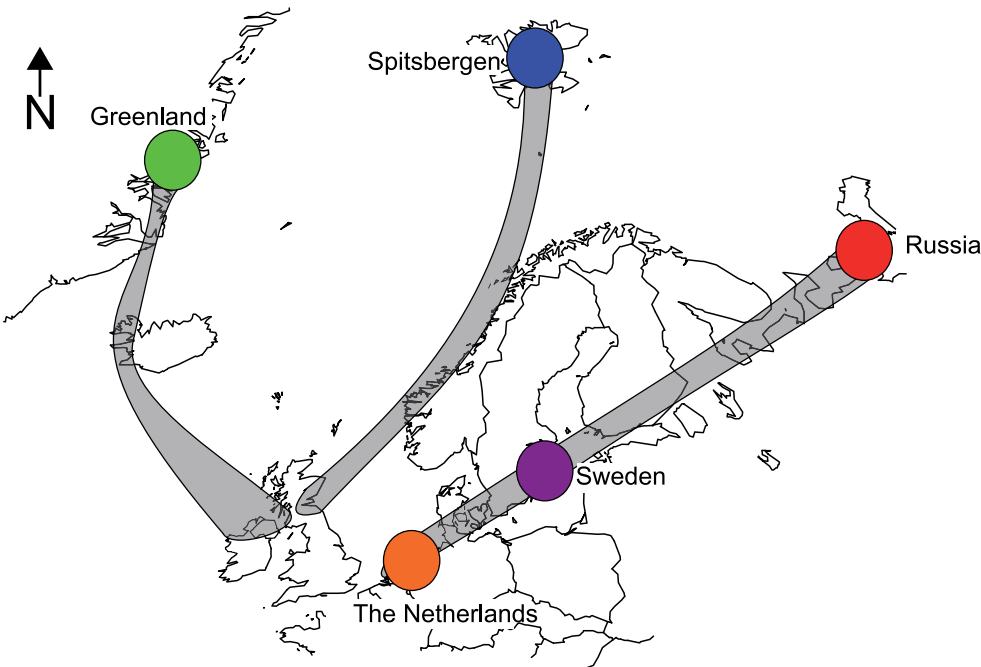 Spitsbergen
N
Greenland
Russia
Sweden
The Netherlands